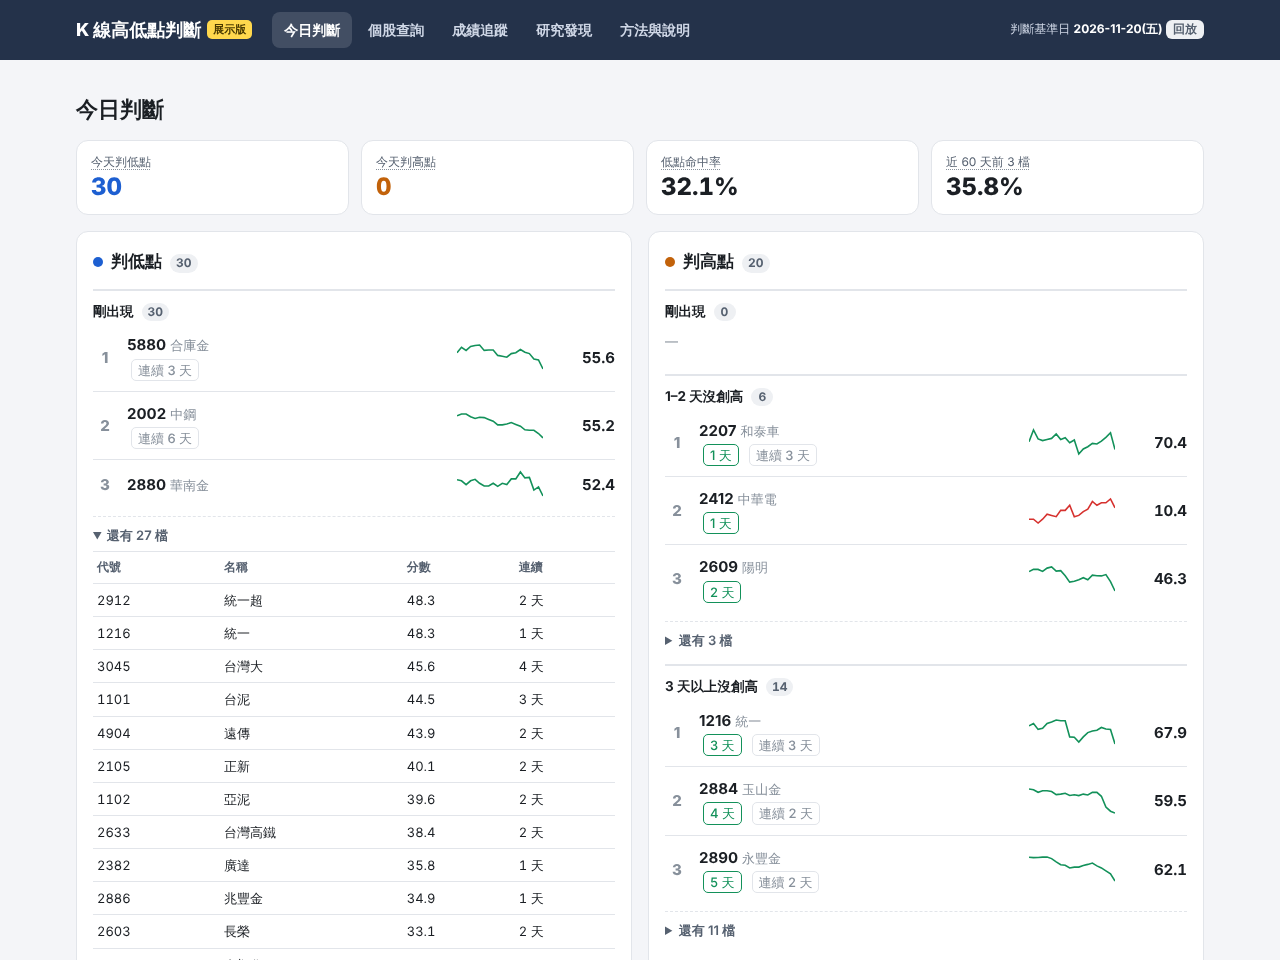 K 線高低點判斷 展示版 今日判斷 個股查詢 成績追蹤 研究發現 方法與說明 判斷基準日 2026-11-20(五) 回放
今日判斷
今天判低點
30
今天判高點
0
低點命中率
32.1%
近 60 天前 3 檔
35.8%
判低點 30
剛出現 30
1 5880 合庫金 55.6
連續 3 天
2 2002 中鋼 55.2
連續 6 天
3 2880 華南金 52.4
▼ 還有 27 檔
代號 名稱 分數 連續
2912 統一超 48.3 2 天
1216 統一 48.3 1 天
3045 台灣大 45.6 4 天
1101 台泥 44.5 3 天
4904 遠傳 43.9 2 天
2105 正新 40.1 2 天
1102 亞泥 39.6 2 天
2633 台灣高鐵 38.4 2 天
2382 廣達 35.8 1 天
2886 兆豐金 34.9 1 天
2603 長榮 33.1 2 天
判高點 20
剛出現 0
—
1–2 天沒創高 6
1 2207 和泰車 70.4
1 天 連續 3 天
2 2412 中華電 10.4
1 天
3 2609 陽明 46.3
2 天
▶ 還有 3 檔
3 天以上沒創高 14
1 1216 統一 67.9
3 天 連續 3 天
2 2884 玉山金 59.5
4 天 連續 2 天
3 2890 永豐金 62.1
5 天 連續 2 天
▶ 還有 11 檔